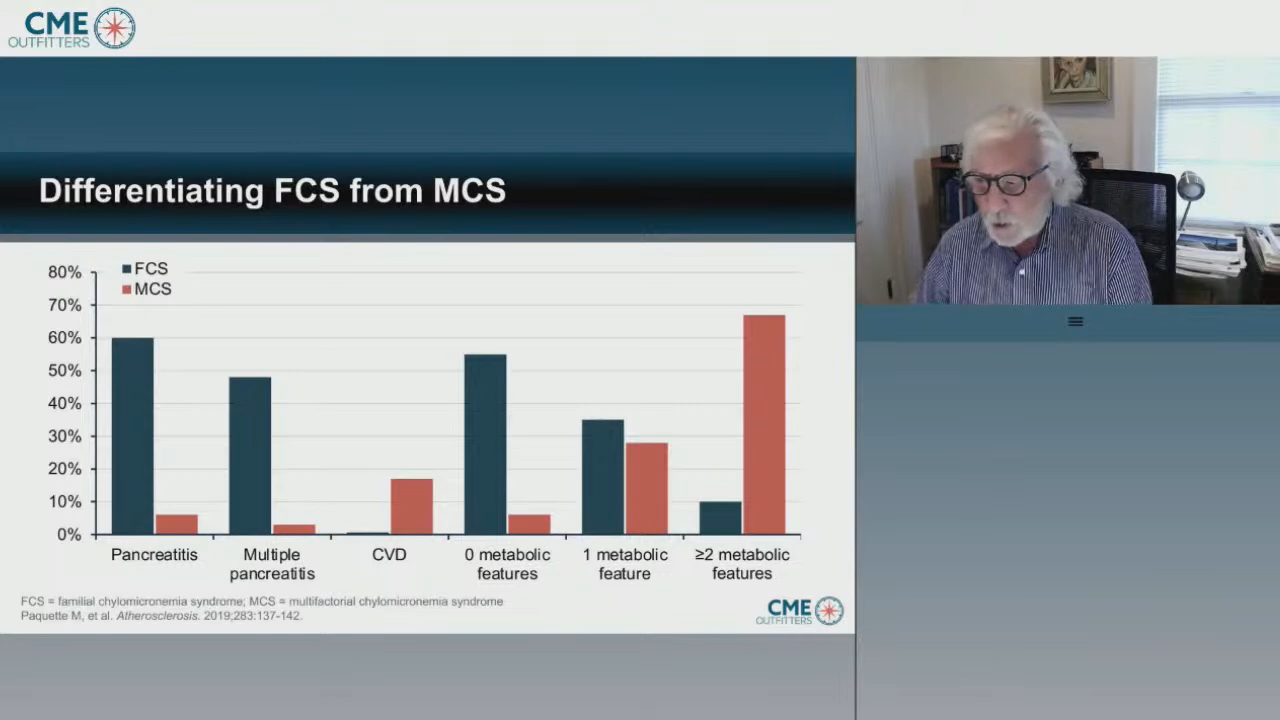 CME
OUTFITTERS
Differentiating FCS from MCS
FCS
MCS
80%
70%
60%
50%
40%
30%
20%
10%
0%
Pancreatitis
Multiple
pancreatitis
CVD
0 metabolic
features
1 metabolic
feature
≥2 metabolic
features
FCS = familial chylomicronemia syndrome; MCS = multifactorial chylomicronemia syndrome
Paquette M, et al. Atherosclerosis. 2019;283:137-142.
CME
OUTFITTERS